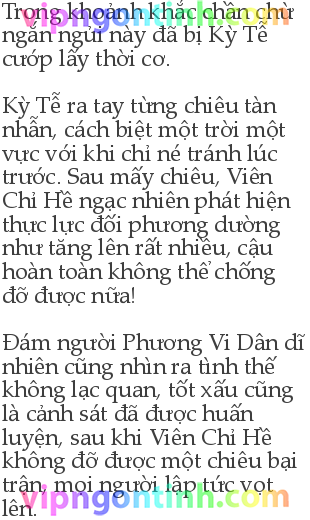 Trong khoảnh khắc chần chừ
ngắn ngủi này đã bị Kỳ Tễ
cướp lấy thời cơ.
Kỳ Tễ ra tay từng chiêu tàn
nhẫn, cách biệt một trời một
vực với khi chỉ né tránh lúc
trước. Sau mấy chiêu, Viên
Chỉ Hề ngạc nhiên phát hiện
thực lực đối phương dường
như tăng lên rất nhiều, cậu
hoàn toàn không thể chống
đỡ được nữa!
Đám người Phương Vi Dân dĩ
nhiên cũng nhìn ra tình thế
không lạc quan, tốt xấu cũng
là cảnh sát đã được huấn
luyện, sau khi Viên Chỉ Hề
không đỡ được một chiêu bại
trận, mọi người lập tức vọt
lên.
vipngontinh.com
vipngontinh.com